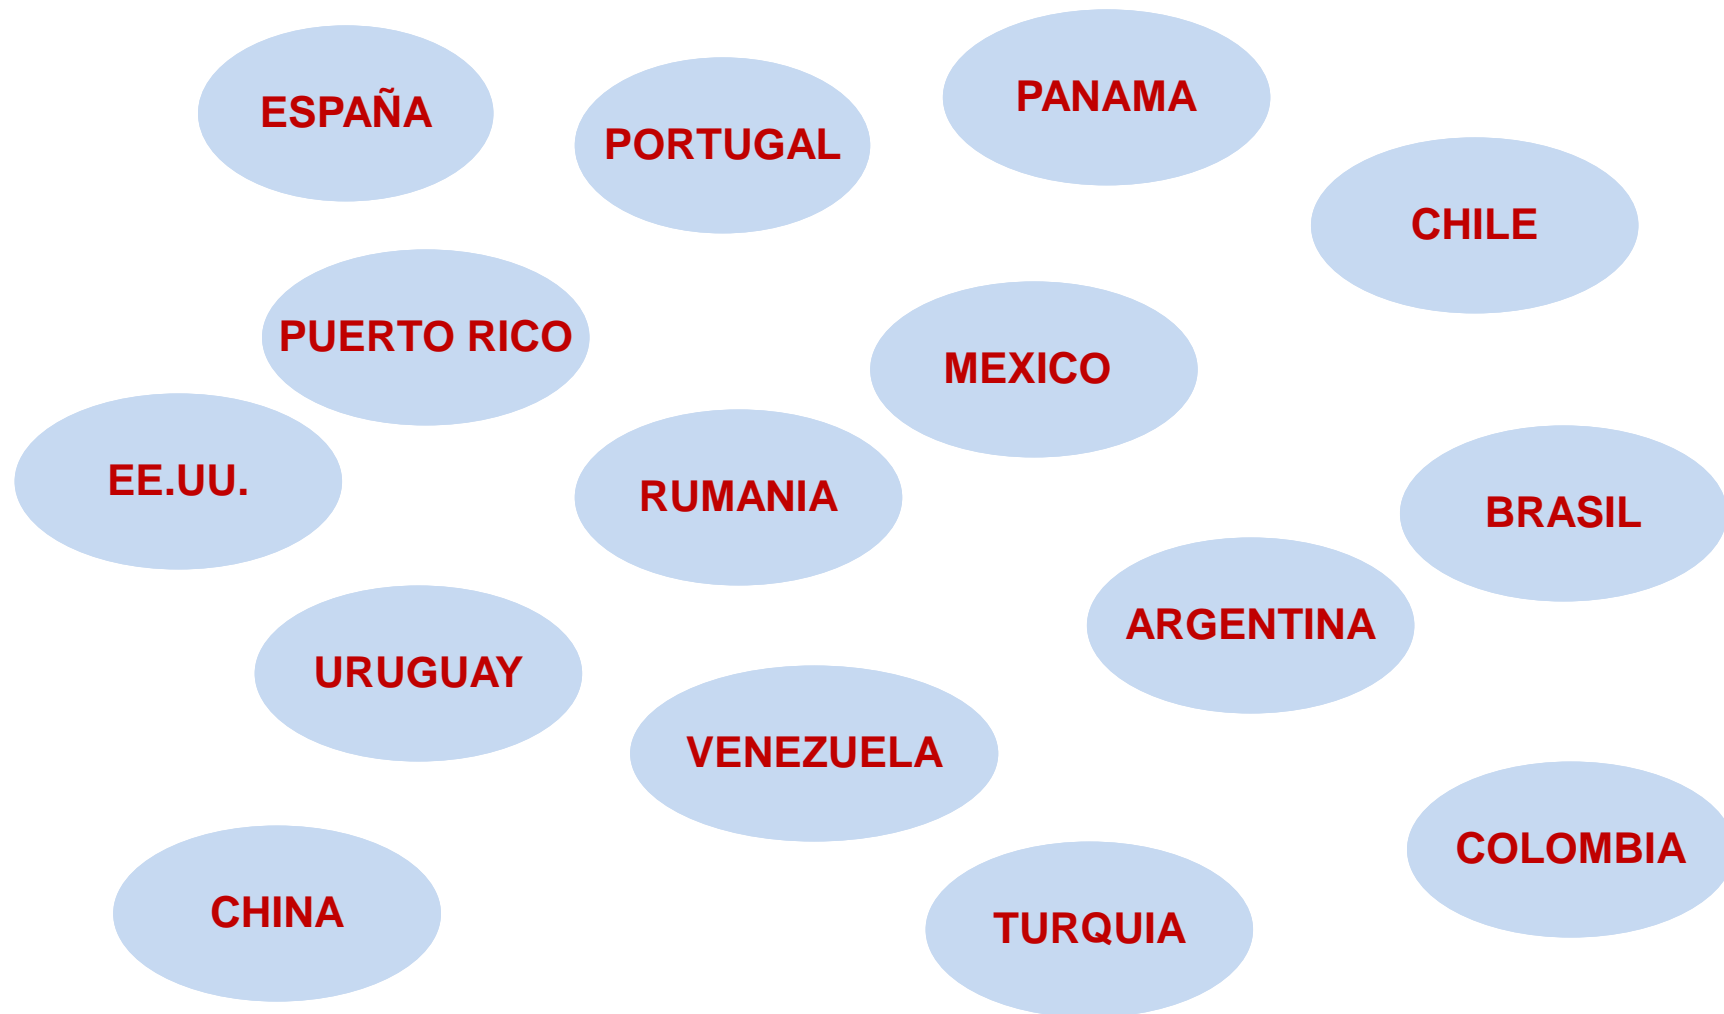 ESPAÑA
PORTUGAL
PANAMA
CHILE
PUERTO RICO
MEXICO
EE.UU.
RUMANIA
BRASIL
ARGENTINA
URUGUAY
VENEZUELA
COLOMBIA
CHINA
TURQUIA